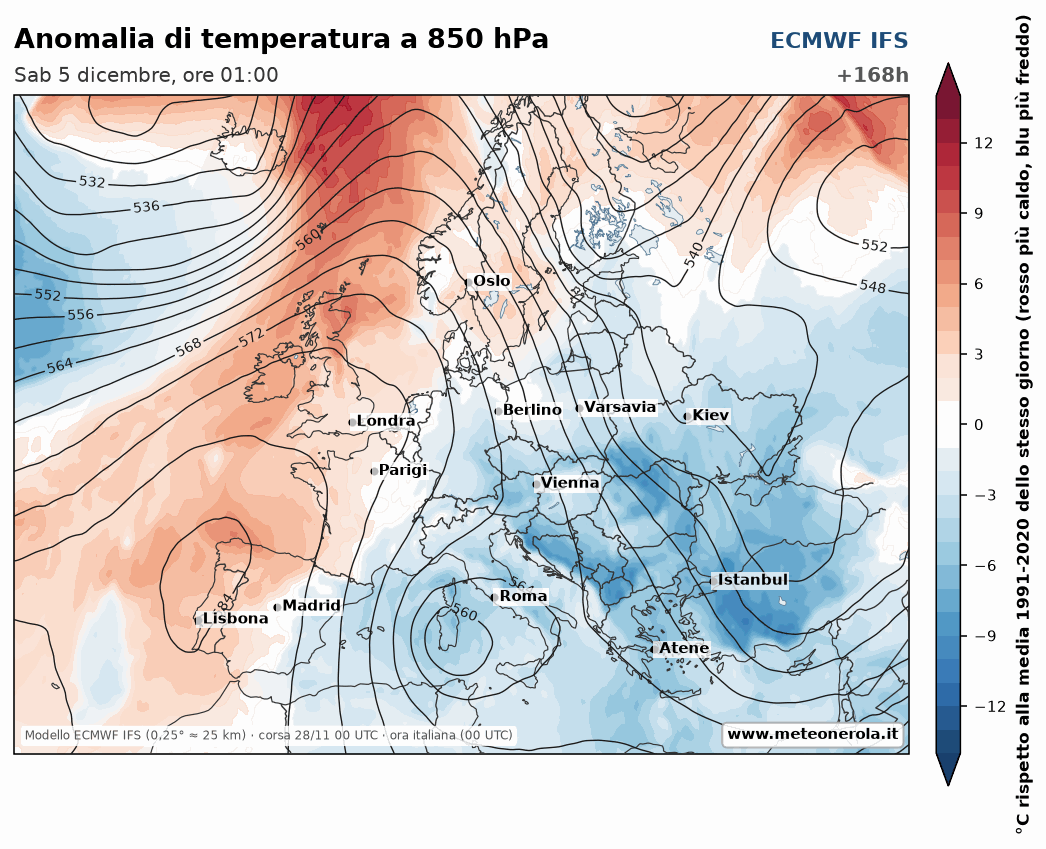 Anomalia di temperatura a 850 hPa
ECMWF IFS
Sab 5 dicembre, ore 01:00
+168h
532
536
560
552
540
552
548
556
572
568
564
Oslo
Berlino
Varsavia
Kiev
Londra
Parigi
Vienna
Istanbul
Roma
560
Madrid
Lisbona
Atene
Modello ECMWF IFS (0,25° ≈ 25 km) · corsa 28/11 00 UTC · ora italiana (00 UTC)
www.meteonerola.it
12
9
6
3
0
−3
−6
−9
−12
°C rispetto alla media 1991-2020 dello stesso giorno (rosso più caldo, blu più freddo)